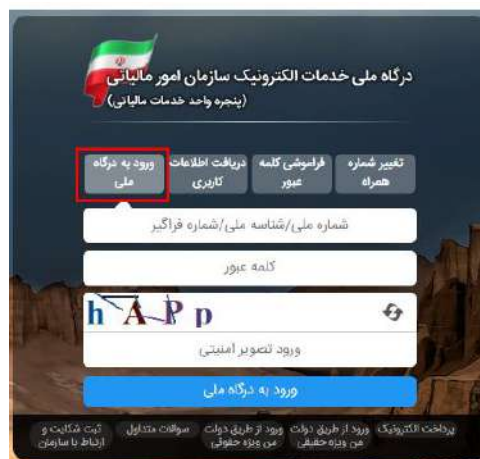 درگاه ملی خدمات الکترونیک سازمان امور مالیاتی
(پنجره واحد خدمات مالیاتی)
تغییر شماره همراه
فراموشی کلمه عبور
دریافت اطلاعات کاربری
ورود به درگاه ملی
شماره ملی/شناسه ملی/شماره فراگیر
کلمه عبور
h A P p
ورود تصویر امنیتی
ورود به درگاه ملی
پرداخت الکترونیک
ورود از طریق دولت من ویژه حقیقی
ورود از طریق دولت من ویژه حقوقی
سوالات متداول
ثبت شکایت و ارتباط با سازمان